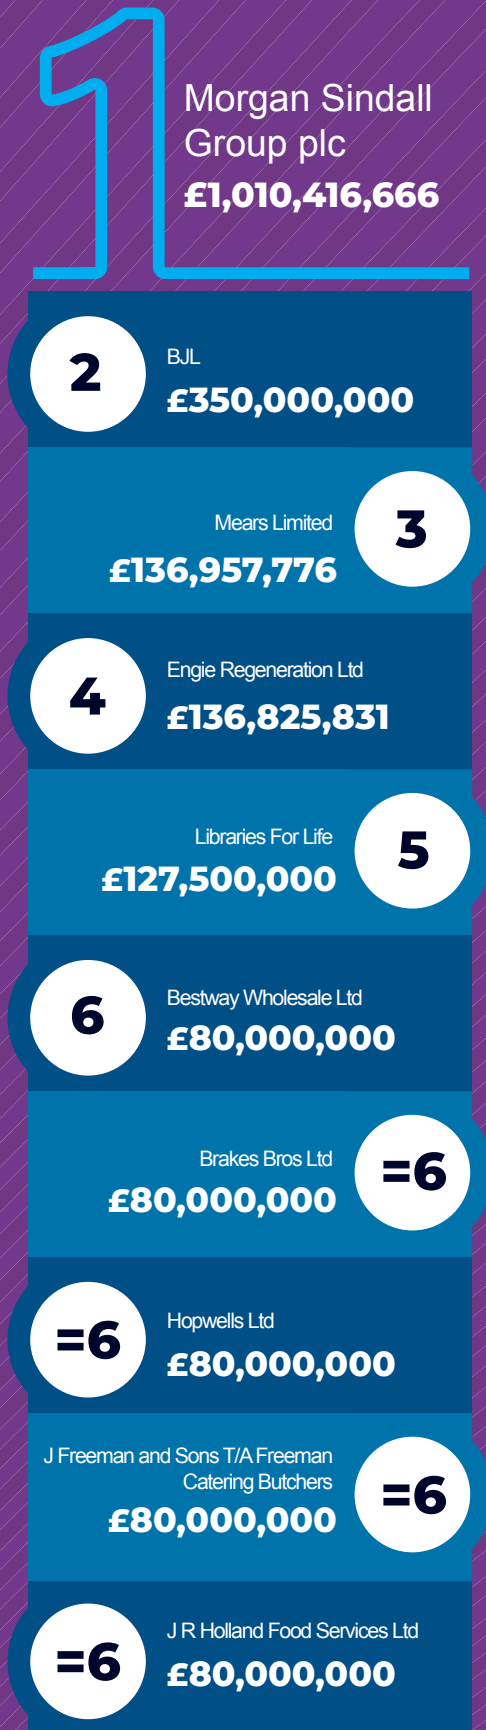 1
Morgan Sindall
Group plc
£1,010,416,666
2
BJL
£350,000,000
3
Mears Limited
£136,957,776
4
Engie Regeneration Ltd
£136,825,831
5
Libraries For Life
£127,500,000
6
Bestway Wholesale Ltd
£80,000,000
=6
Brakes Bros Ltd
£80,000,000
=6
Hopwells Ltd
£80,000,000
=6
J Freeman and Sons T/A Freeman
Catering Butchers
£80,000,000
=6
J R Holland Food Services Ltd
£80,000,000